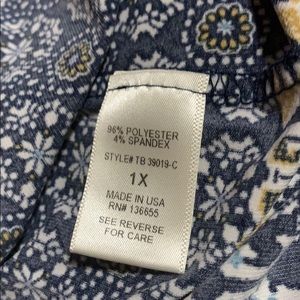 96% POLYESTER
4% SPANDEX
STYLE# TB 39019-C
1X
MADE IN USA
RN# 136655
SEE REVERSE
FOR CARE